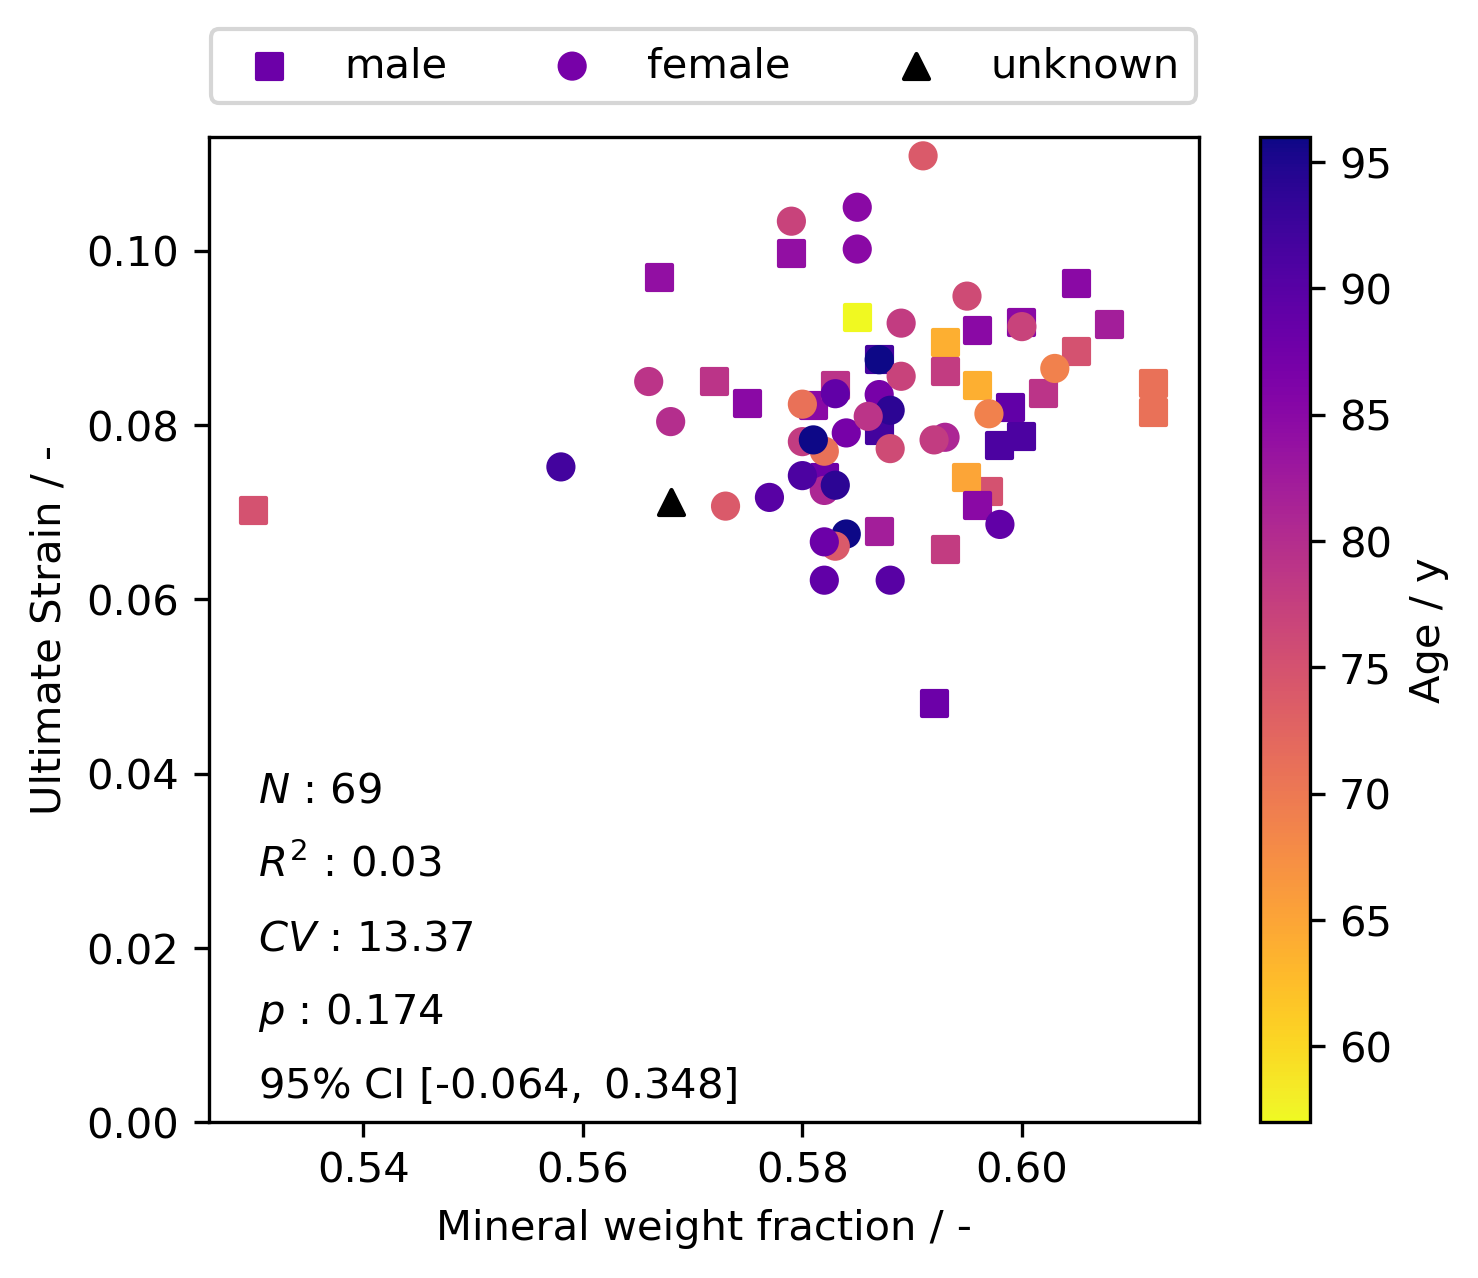 male female unknown
0.10
0.08
0.06
0.04
0.02
0.00
Ultimate Strain / -
N : 69
R² : 0.03
CV : 13.37
p : 0.174
95% CI [-0.064, 0.348]
0.54 0.56 0.58 0.60
Mineral weight fraction / -
95
90
85
80
75
70
65
60
Age / y